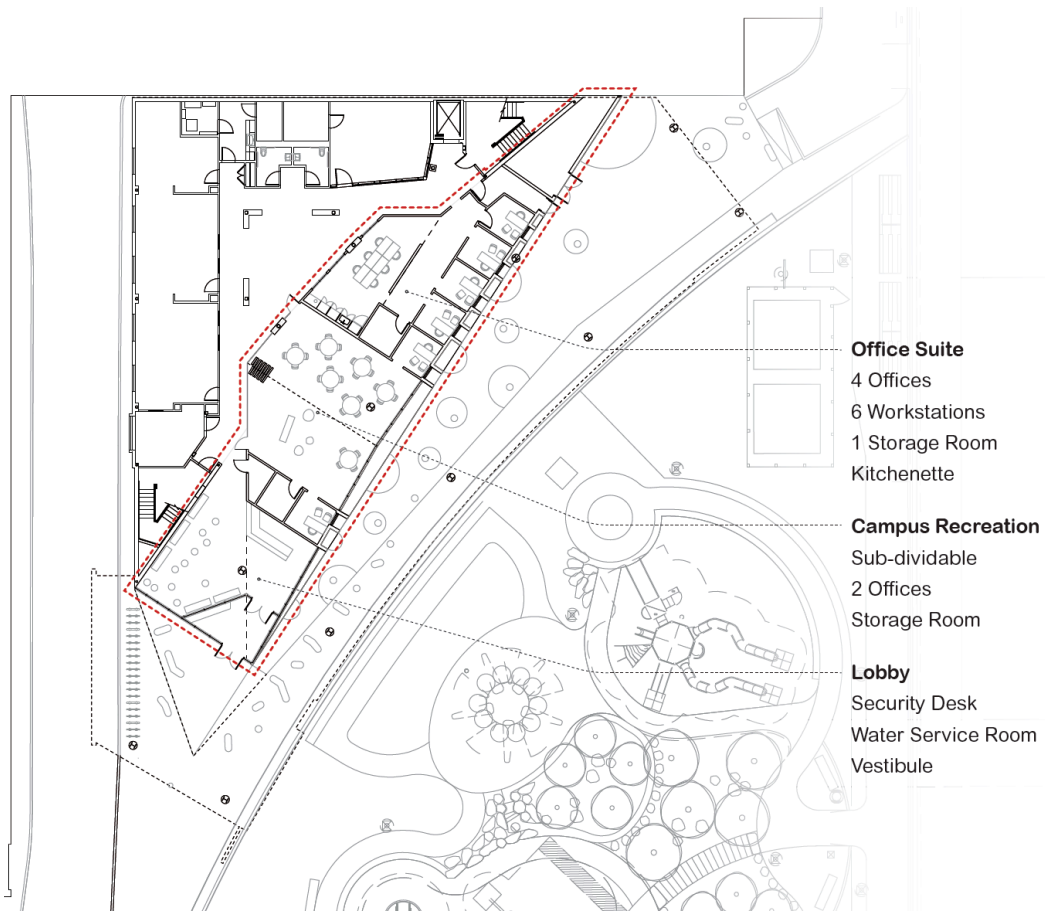 Office Suite
4 Offices
6 Workstations
1 Storage Room
Kitchenette
Campus Recreation
Sub-dividable
2 Offices
Storage Room
Lobby
Security Desk
Water Service Room
Vestibule